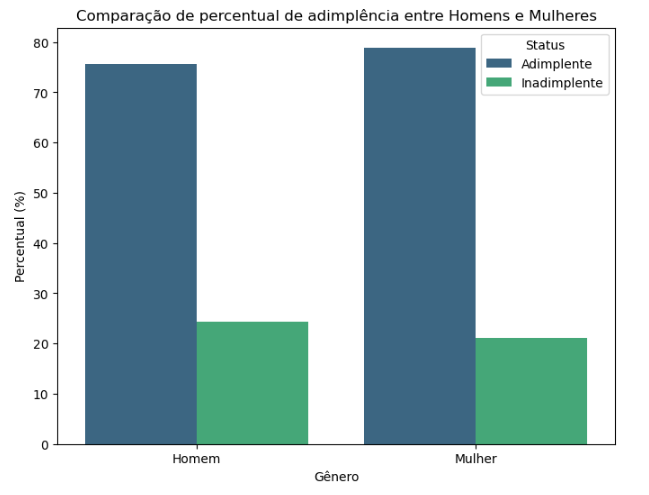 Comparação de percentual de adimplência entre Homens e Mulheres
Status
Adimplente
Inadimplente
Percentual (%)
80
70
60
50
40
30
20
10
0
Homem
Mulher
Gênero